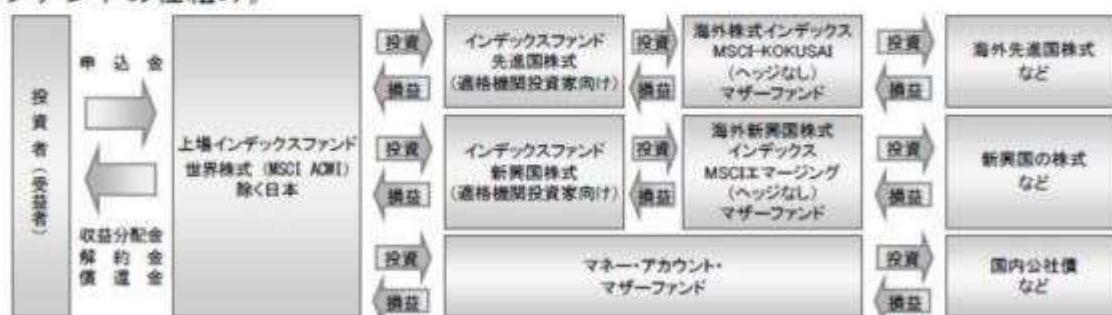 投資者(受益者)
申込金
収益分配金
解約金
償還金
上場インデックスファンド
世界株式(MSCI ACWI)
除く日本
投資
損益
インデックスファンド
先進国株式
(適格機関投資家向け)
投資
損益
海外株式インデックス
MSCI-KOKUSAI
(ヘッジなし)
マザーファンド
投資
損益
海外先進国株式
など
投資
損益
インデックスファンド
新興国株式
(適格機関投資家向け)
投資
損益
海外新興国株式
インデックス
MSCIエマージング
(ヘッジなし)
マザーファンド
投資
損益
新興国の株式
など
投資
損益
マネー・アカウント・
マザーファンド
投資
損益
国内公社債
など